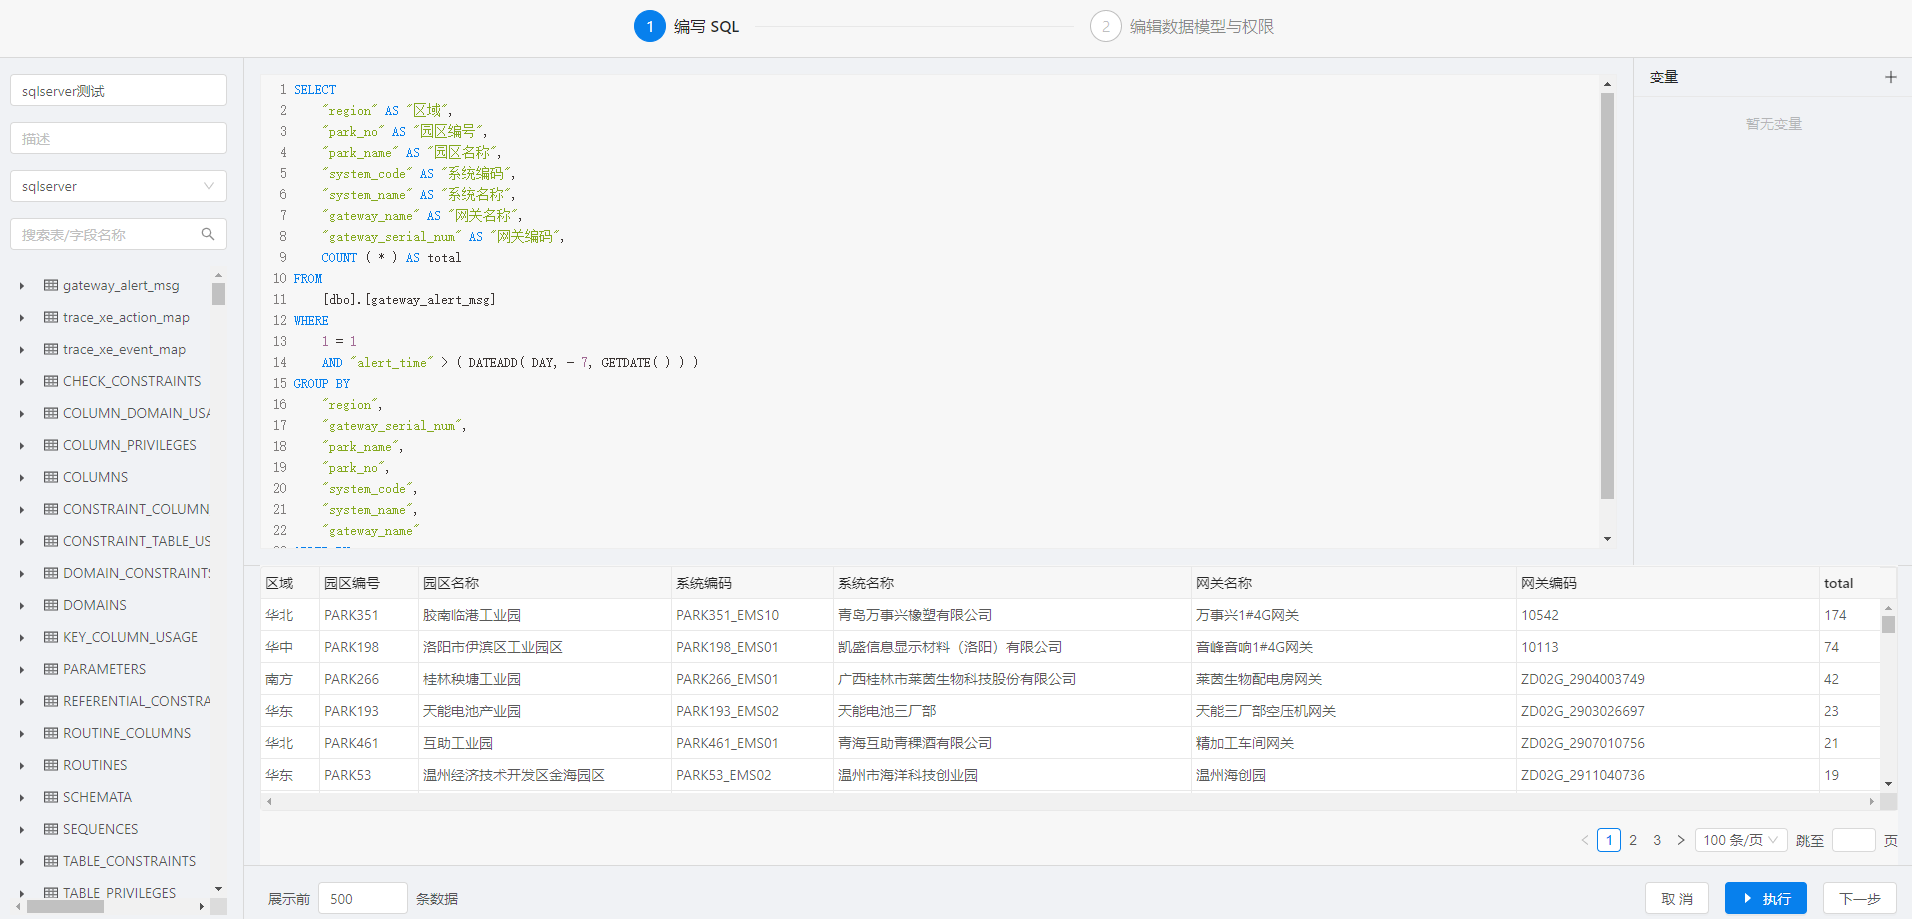 1 编写 SQL
2 编辑数据模型与权限
sqlserver测试
描述
sqlserver
搜索表/字段名称
gateway_alert_msg
trace_xe_action_map
trace_xe_event_map
CHECK_CONSTRAINTS
COLUMN_DOMAIN_USA
COLUMN_PRIVILEGES
COLUMNS
CONSTRAINT_COLUMN
CONSTRAINT_TABLE_US
DOMAIN_CONSTRAINTS
DOMAINS
KEY_COLUMN_USAGE
PARAMETERS
REFERENTIAL_CONSTRA
ROUTINE_COLUMNS
ROUTINES
SCHEMATA
SEQUENCES
TABLE_CONSTRAINTS
TABLE_PRIVILEGES
1 SELECT
2 "region" AS "区域",
3 "park_no" AS "园区编号",
4 "park_name" AS "园区名称",
5 "system_code" AS "系统编码",
6 "system_name" AS "系统名称",
7 "gateway_name" AS "网关名称",
8 "gateway_serial_num" AS "网关编码",
9 COUNT ( * ) AS total
10 FROM
11 [dbo].[gateway_alert_msg]
12 WHERE
13 1 = 1
14 AND "alert_time" > ( DATEADD( DAY, - 7, GETDATE( ) ) )
15 GROUP BY
16 "region",
17 "gateway_serial_num",
18 "park_name",
19 "park_no",
20 "system_code",
21 "system_name",
22 "gateway_name"
变量 +
暂无变量
区域 园区编号 园区名称 系统编码 系统名称 网关名称 网关编码 total
华北 PARK351 胶南临港工业园 PARK351_EMS10 青岛万事兴橡塑有限公司 万事兴1#4G网关 10542 174
华中 PARK198 洛阳市伊滨区工业园区 PARK198_EMS01 凯盛信息显示材料（洛阳）有限公司 音峰音响1#4G网关 10113 74
南方 PARK266 桂林秧塘工业园 PARK266_EMS01 广西桂林市莱茵生物科技股份有限公司 莱茵生物配电房网关 ZD02G_2904003749 42
华东 PARK193 天能电池产业园 PARK193_EMS02 天能电池三厂部 天能三厂部空压机网关 ZD02G_2903026697 23
华北 PARK461 互助工业园 PARK461_EMS01 青海互助青稞酒有限公司 精加工车间网关 ZD02G_2907010756 21
华东 PARK53 温州经济技术开发区金海园区 PARK53_EMS02 温州市海洋科技创业园 温州海创园 ZD02G_2911040736 19
< 1 2 3 > 100 条/页 跳至 页
展示前 500 条数据
取 消 执行 下一步